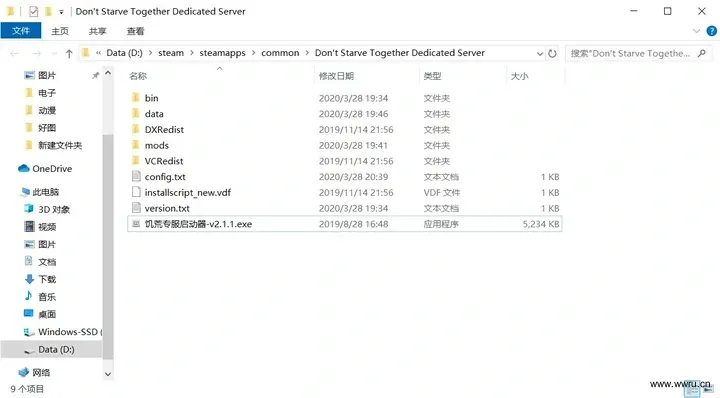 Don't Starve Together Dedicated Server
文件 主页 共享 查看
Data (D:) › steam › steamapps › common › Don't Starve Together Dedicated Server 搜索"Don't Starve Togethe...
名称 修改日期 类型 大小
图片
电子
动漫
好图
新建文件夹
OneDrive
此电脑
3D 对象
视频
图片
文档
下载
音乐
桌面
Windows-SSD (
Data (D:)
网络
bin 2020/3/28 19:34 文件夹
data 2020/3/28 19:46 文件夹
DXRedist 2019/11/14 21:56 文件夹
mods 2020/3/28 19:41 文件夹
VCRedist 2019/11/14 21:56 文件夹
config.txt 2020/3/28 20:39 文本文档 1 KB
installscript_new.vdf 2019/11/14 21:56 VDF 文件 1 KB
version.txt 2020/3/28 19:34 文本文档 1 KB
饥荒专服启动器-v2.1.1.exe 2019/8/28 16:48 应用程序 5,234 KB
9 个项目
www.wwru.cn